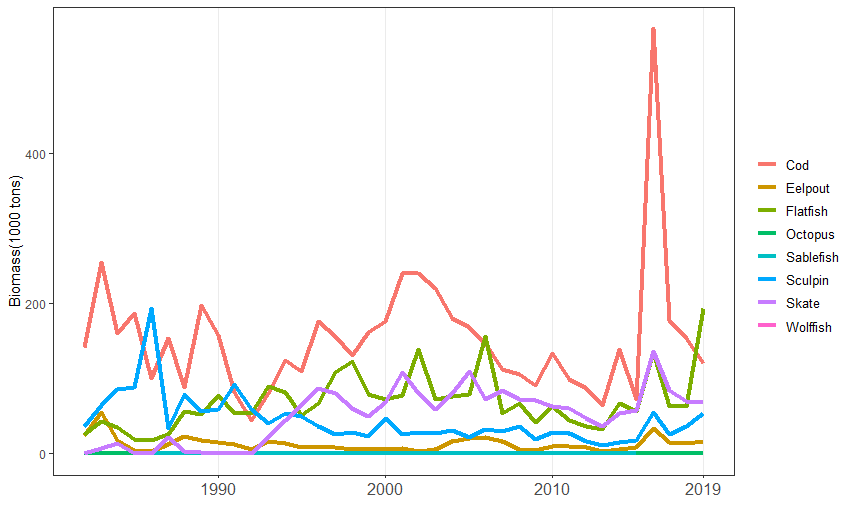 Biomass(1000 tons)
400
200
0
1990
2000
2010
2019
Cod
Eelpout
Flatfish
Octopus
Sablefish
Sculpin
Skate
Wolffish